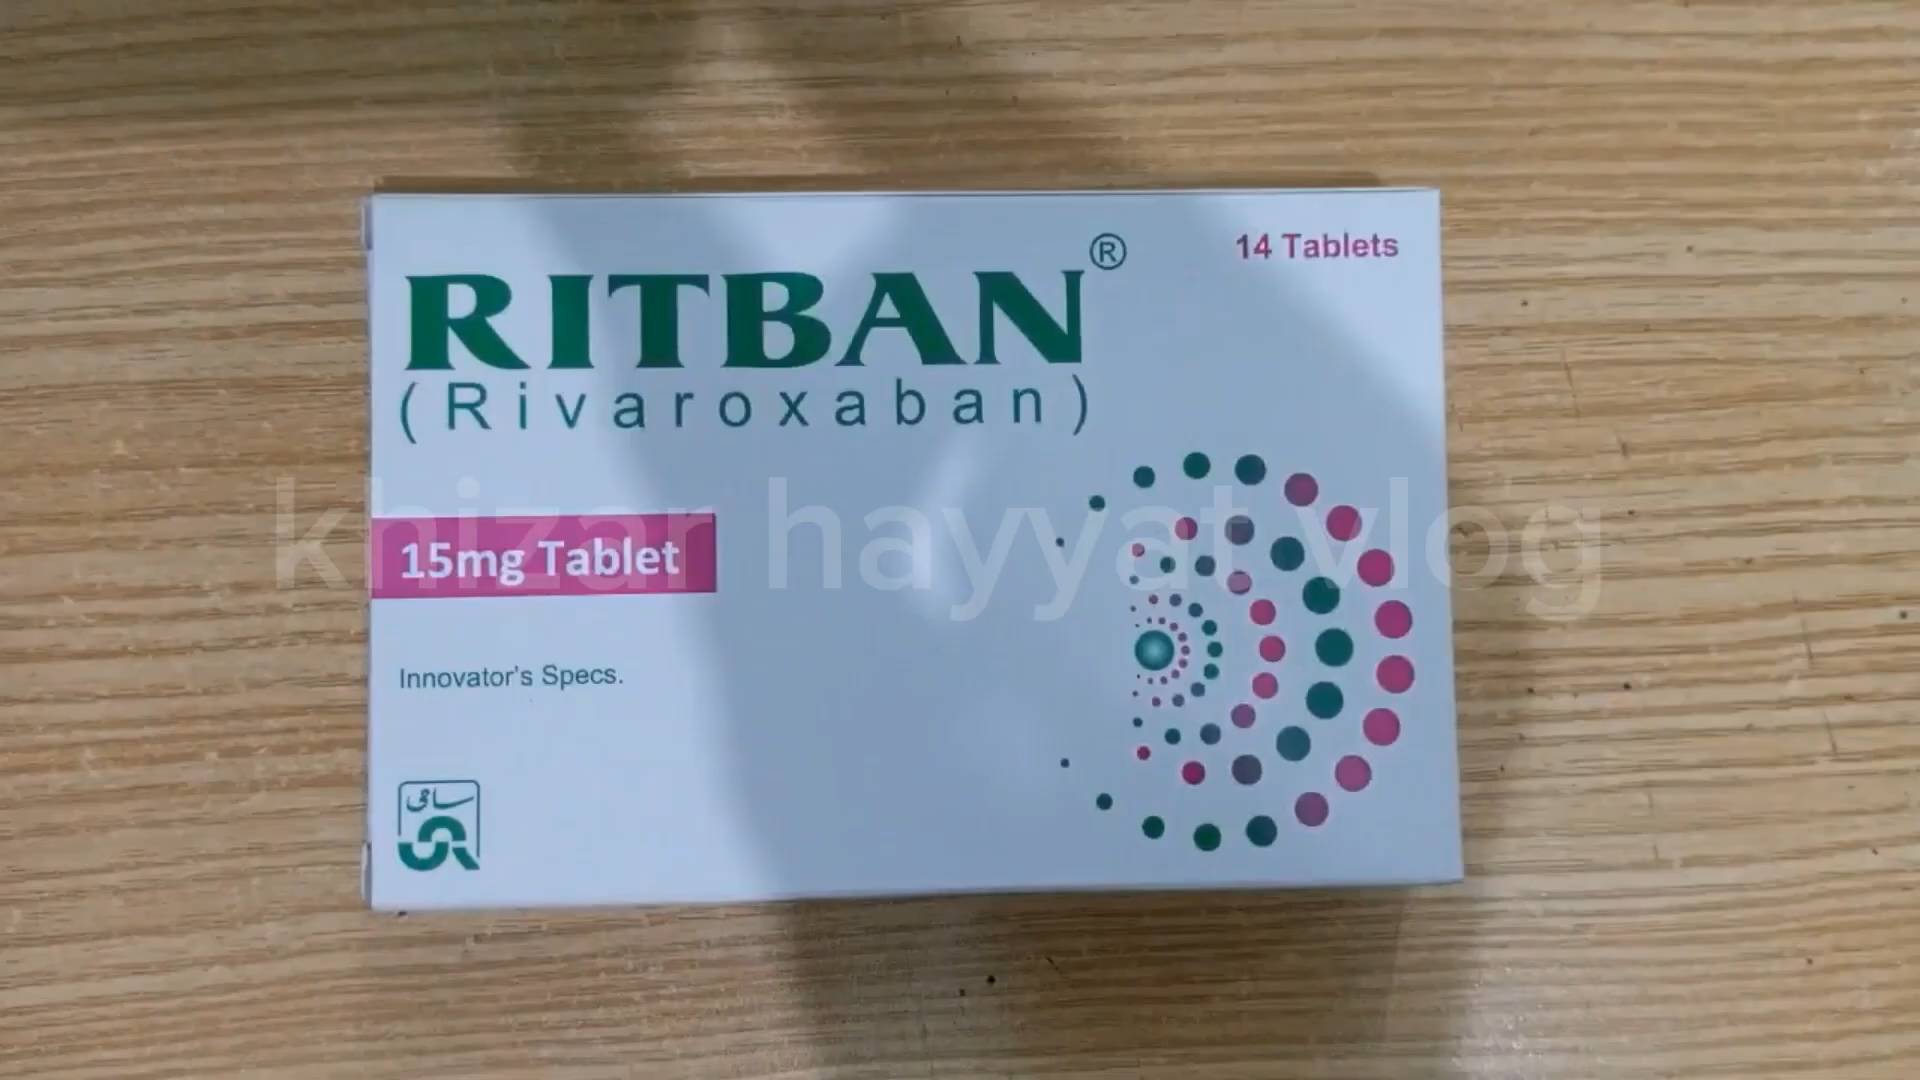 RITBAN®
14 Tablets
(Rivaroxaban)
khizar hayyat vlog
15mg Tablet
Innovator's Specs.
سامی